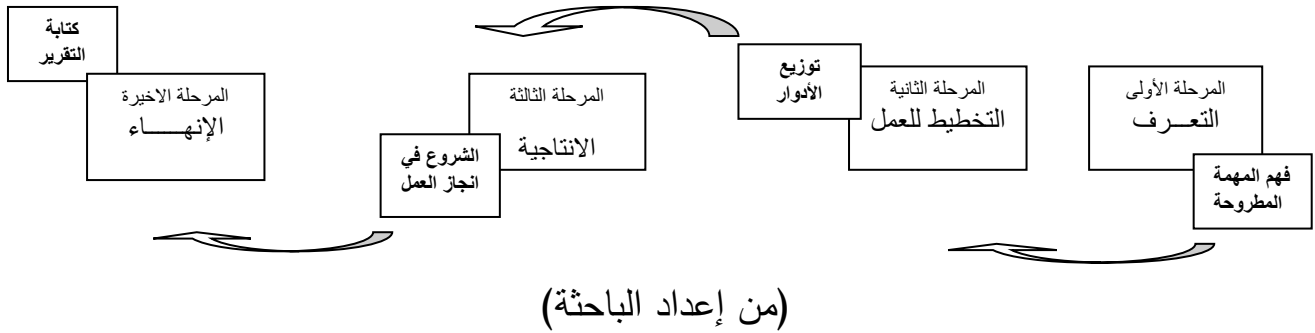 المرحلة الأولى
التعـــرف
فهم المهمة
المطروحة
المرحلة الثانية
التخطيط للعمل
توزيع
الأدوار
المرحلة الثالثة
الانتاجية
الشروع في
انجاز العمل
المرحلة الاخيرة
الإنهـــــاء
كتابة
التقرير
(من إعداد الباحثة)